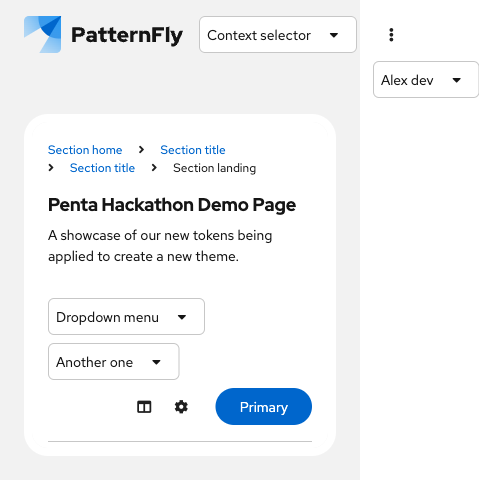 PatternFly
Context selector
Alex dev
Section home
Section title
Section title
Section landing
Penta Hackathon Demo Page
A showcase of our new tokens being
applied to create a new theme.
Dropdown menu
Another one
Primary